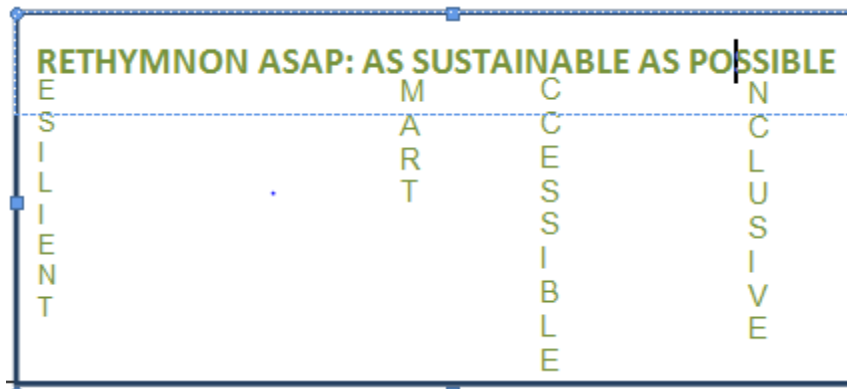 RETHYMNON ASAP: AS SUSTAINABLE AS POSSIBLE
ESILIENT
MART
CCESSIBLE
NCLUSIVE